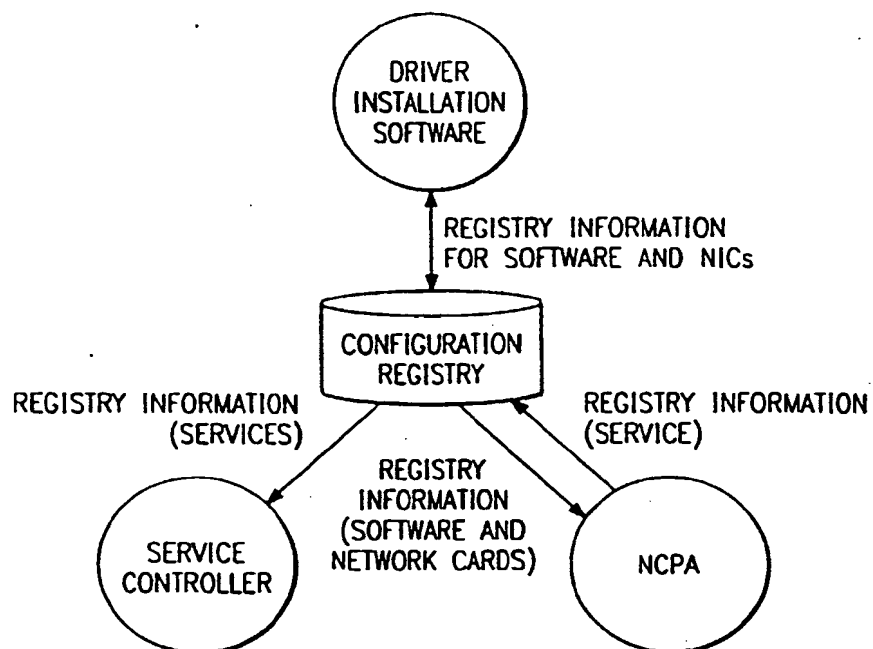 DRIVER
INSTALLATION
SOFTWARE
REGISTRY INFORMATION
FOR SOFTWARE AND NICs
CONFIGURATION
REGISTRY
REGISTRY INFORMATION
(SERVICES)
REGISTRY INFORMATION
(SERVICE)
REGISTRY
INFORMATION
(SOFTWARE AND
NETWORK CARDS)
SERVICE
CONTROLLER
NCPA